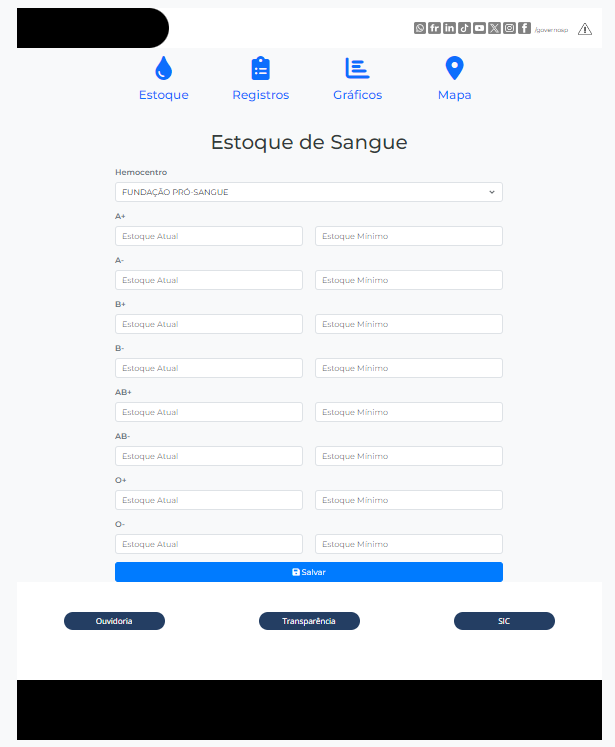 /governosp
Estoque Registros Gráficos Mapa
Estoque de Sangue
Hemocentro
FUNDAÇÃO PRÓ-SANGUE
A+
Estoque Atual Estoque Mínimo
A-
Estoque Atual Estoque Mínimo
B+
Estoque Atual Estoque Mínimo
B-
Estoque Atual Estoque Mínimo
AB+
Estoque Atual Estoque Mínimo
AB-
Estoque Atual Estoque Mínimo
O+
Estoque Atual Estoque Mínimo
O-
Estoque Atual Estoque Mínimo
Salvar
Ouvidoria Transparência SIC